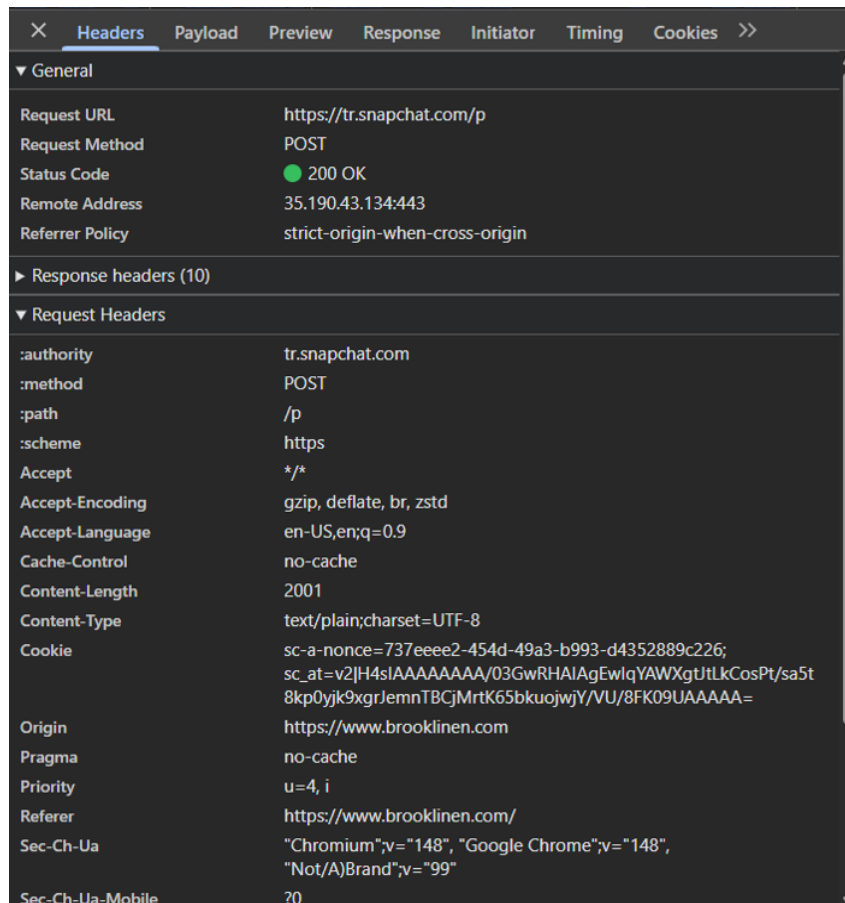 Headers Payload Preview Response Initiator Timing Cookies
General
Request URL https://tr.snapchat.com/p
Request Method POST
Status Code 200 OK
Remote Address 35.190.43.134:443
Referrer Policy strict-origin-when-cross-origin
Response headers (10)
Request Headers
:authority tr.snapchat.com
:method POST
:path /p
:scheme https
Accept */*
Accept-Encoding gzip, deflate, br, zstd
Accept-Language en-US,en;q=0.9
Cache-Control no-cache
Content-Length 2001
Content-Type text/plain;charset=UTF-8
Cookie sc-a-nonce=737eeee2-454d-49a3-b993-d4352889c226;
sc_at=v2|H4sIAAAAAAAA/03GwRHAIAgEwIqYAWXgtJtLkCosPt/sa5t
8kp0yjk9xgrJemnTBCjMrtK65bkuojwjY/VU/8FK09UAAAAA=
Origin https://www.brooklinen.com
Pragma no-cache
Priority u=4, i
Referer https://www.brooklinen.com/
Sec-Ch-Ua "Chromium";v="148", "Google Chrome";v="148",
"Not/A)Brand";v="99"
Sec-Ch-Ua-Mobile ?0